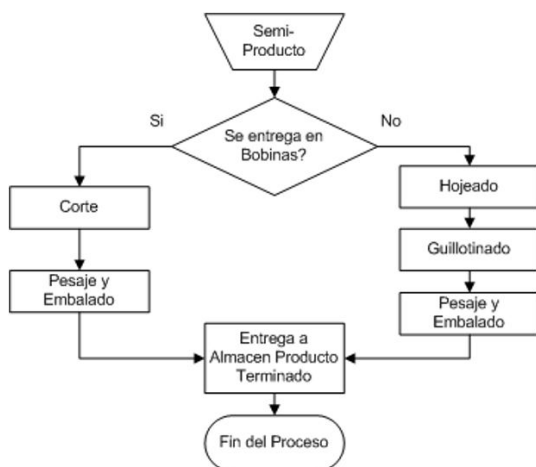 Semi-
Producto
Si
Se entrega en
Bobinas?
No
Corte
Pesaje y
Embalado
Hojeado
Guillotinado
Pesaje y
Embalado
Entrega a
Almacen Producto
Terminado
Fin del Proceso